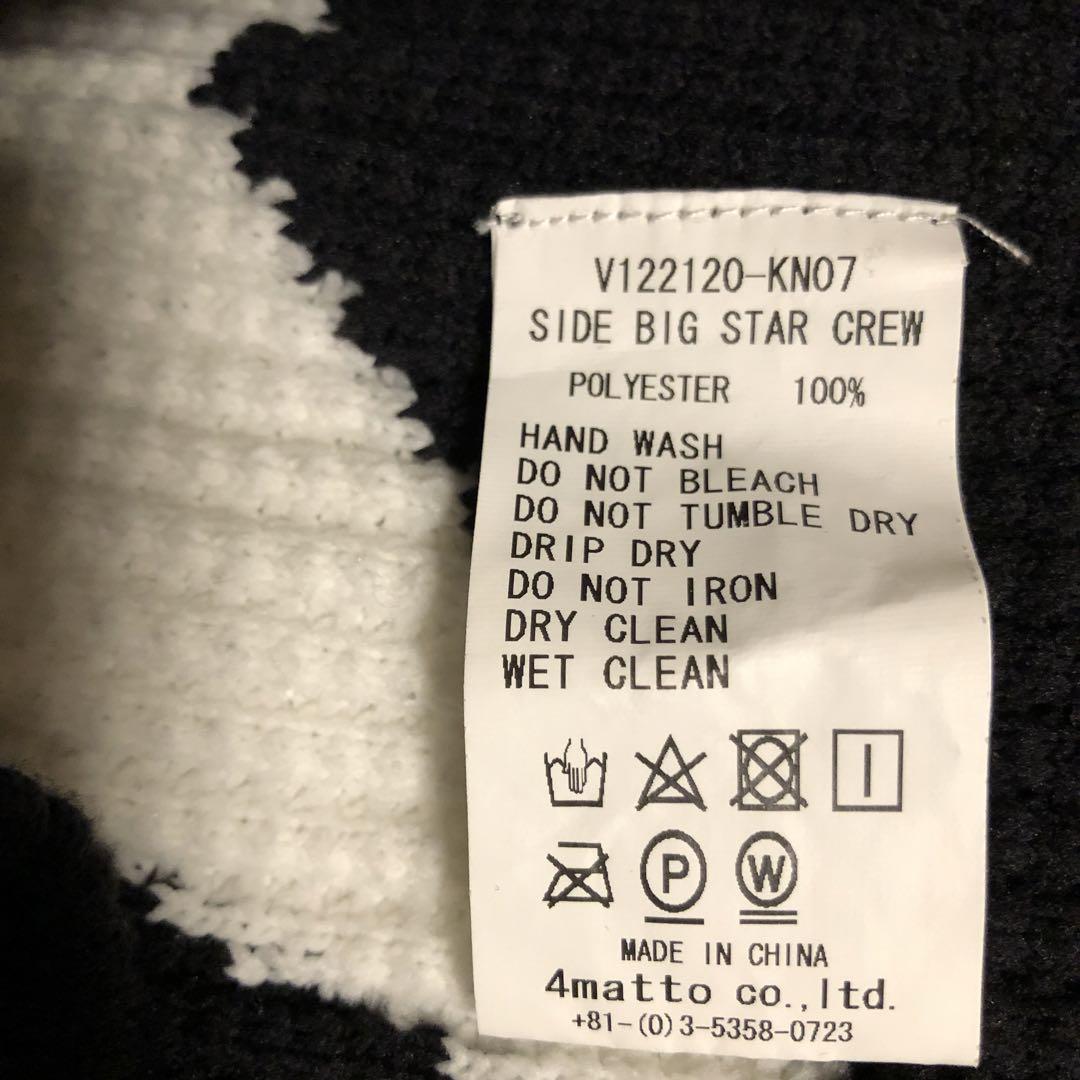 V122120-KN07
SIDE BIG STAR CREW
POLYESTER 100%
HAND WASH
DO NOT BLEACH
DO NOT TUMBLE DRY
DRIP DRY
DO NOT IRON
DRY CLEAN
WET CLEAN
P W
MADE IN CHINA
4matto co.,ltd.
+81-(0)3-5358-0723